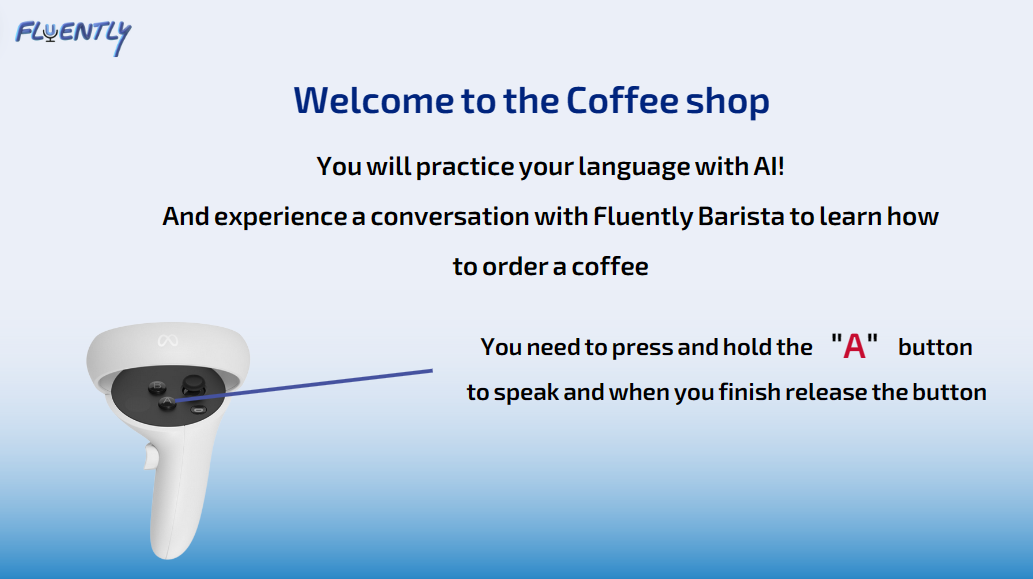 FLUENTLY
Welcome to the Coffee shop
You will practice your language with AI!
And experience a conversation with Fluently Barista to learn how
to order a coffee
You need to press and hold the "A" button
to speak and when you finish release the button
B
A